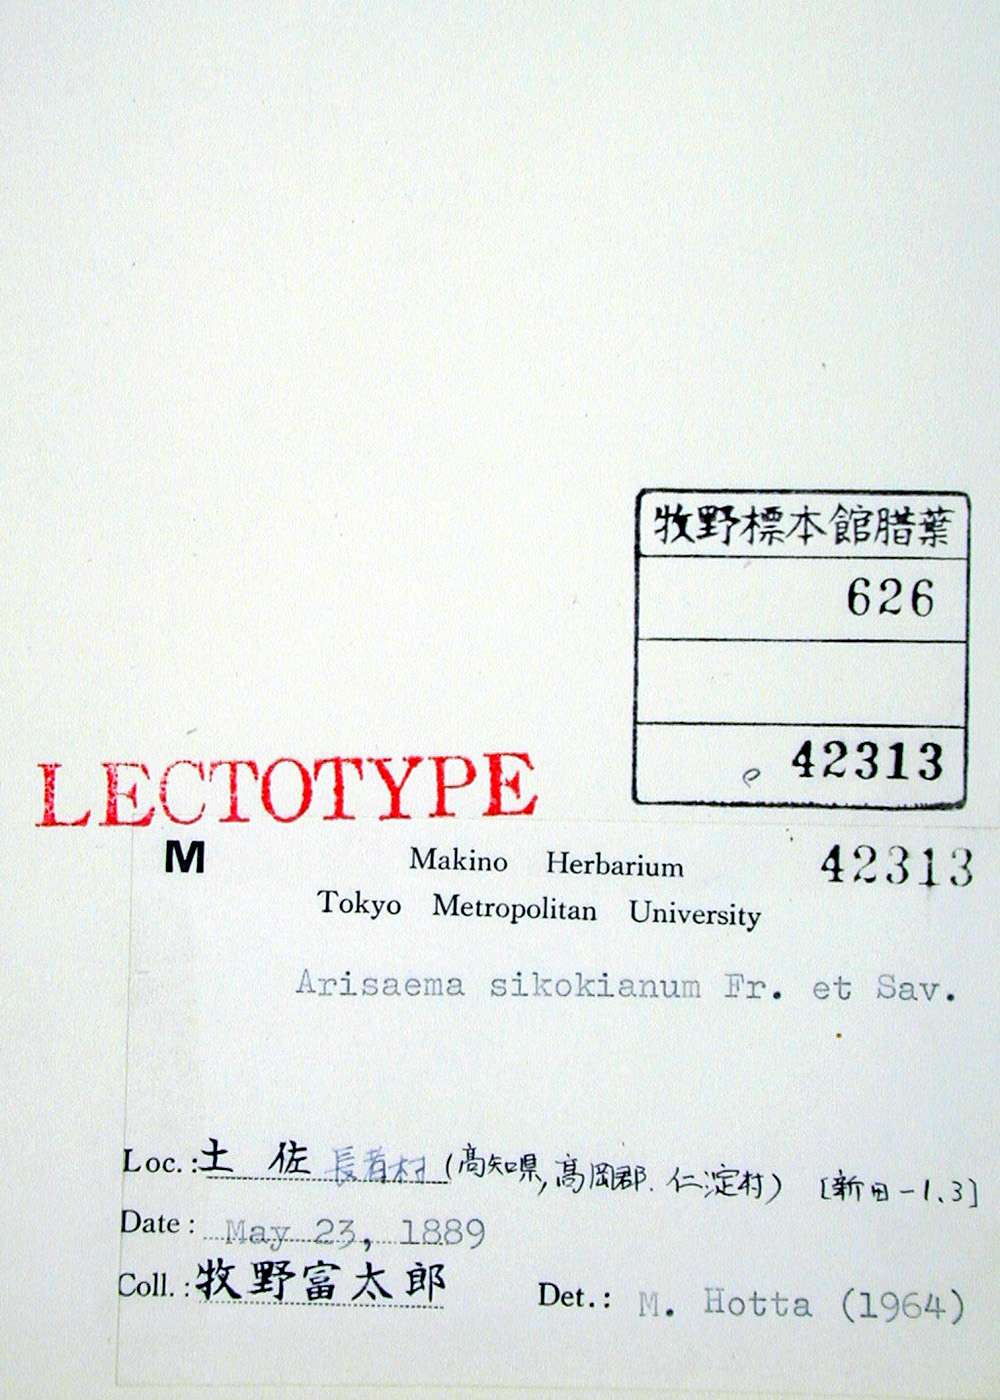 牧野標本館腊葉
626
42313
LECTOTYPE
M
Makino Herbarium 42313
Tokyo Metropolitan University
Arisaema sikokianum Fr. et Sav.
Loc.: 土佐 長者村 (高知県, 高岡郡. 仁淀村) [新田-1.3]
Date: May 23, 1889
Coll.: 牧野富太郎 Det.: M. Hotta (1964)